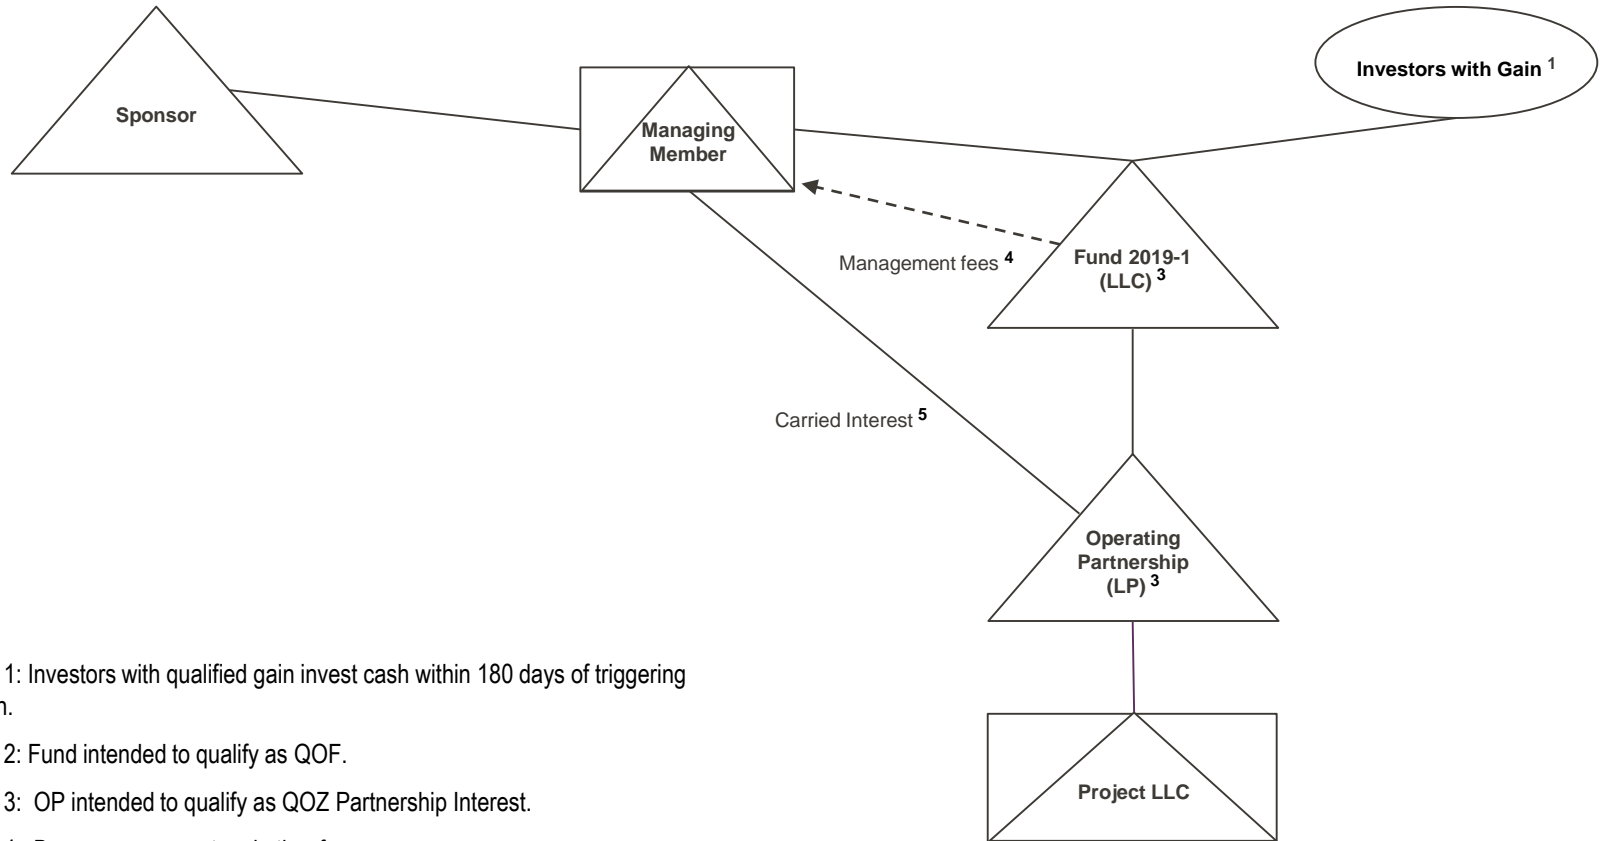 Investors with Gain 1
Sponsor
Managing
Member
Management fees 4
Fund 2019-1
(LLC) 3
Carried Interest 5
Operating
Partnership
(LP) 3
1: Investors with qualified gain invest cash within 180 days of triggering
n.
2: Fund intended to qualify as QOF.
3: OP intended to qualify as QOZ Partnership Interest.
Project LLC